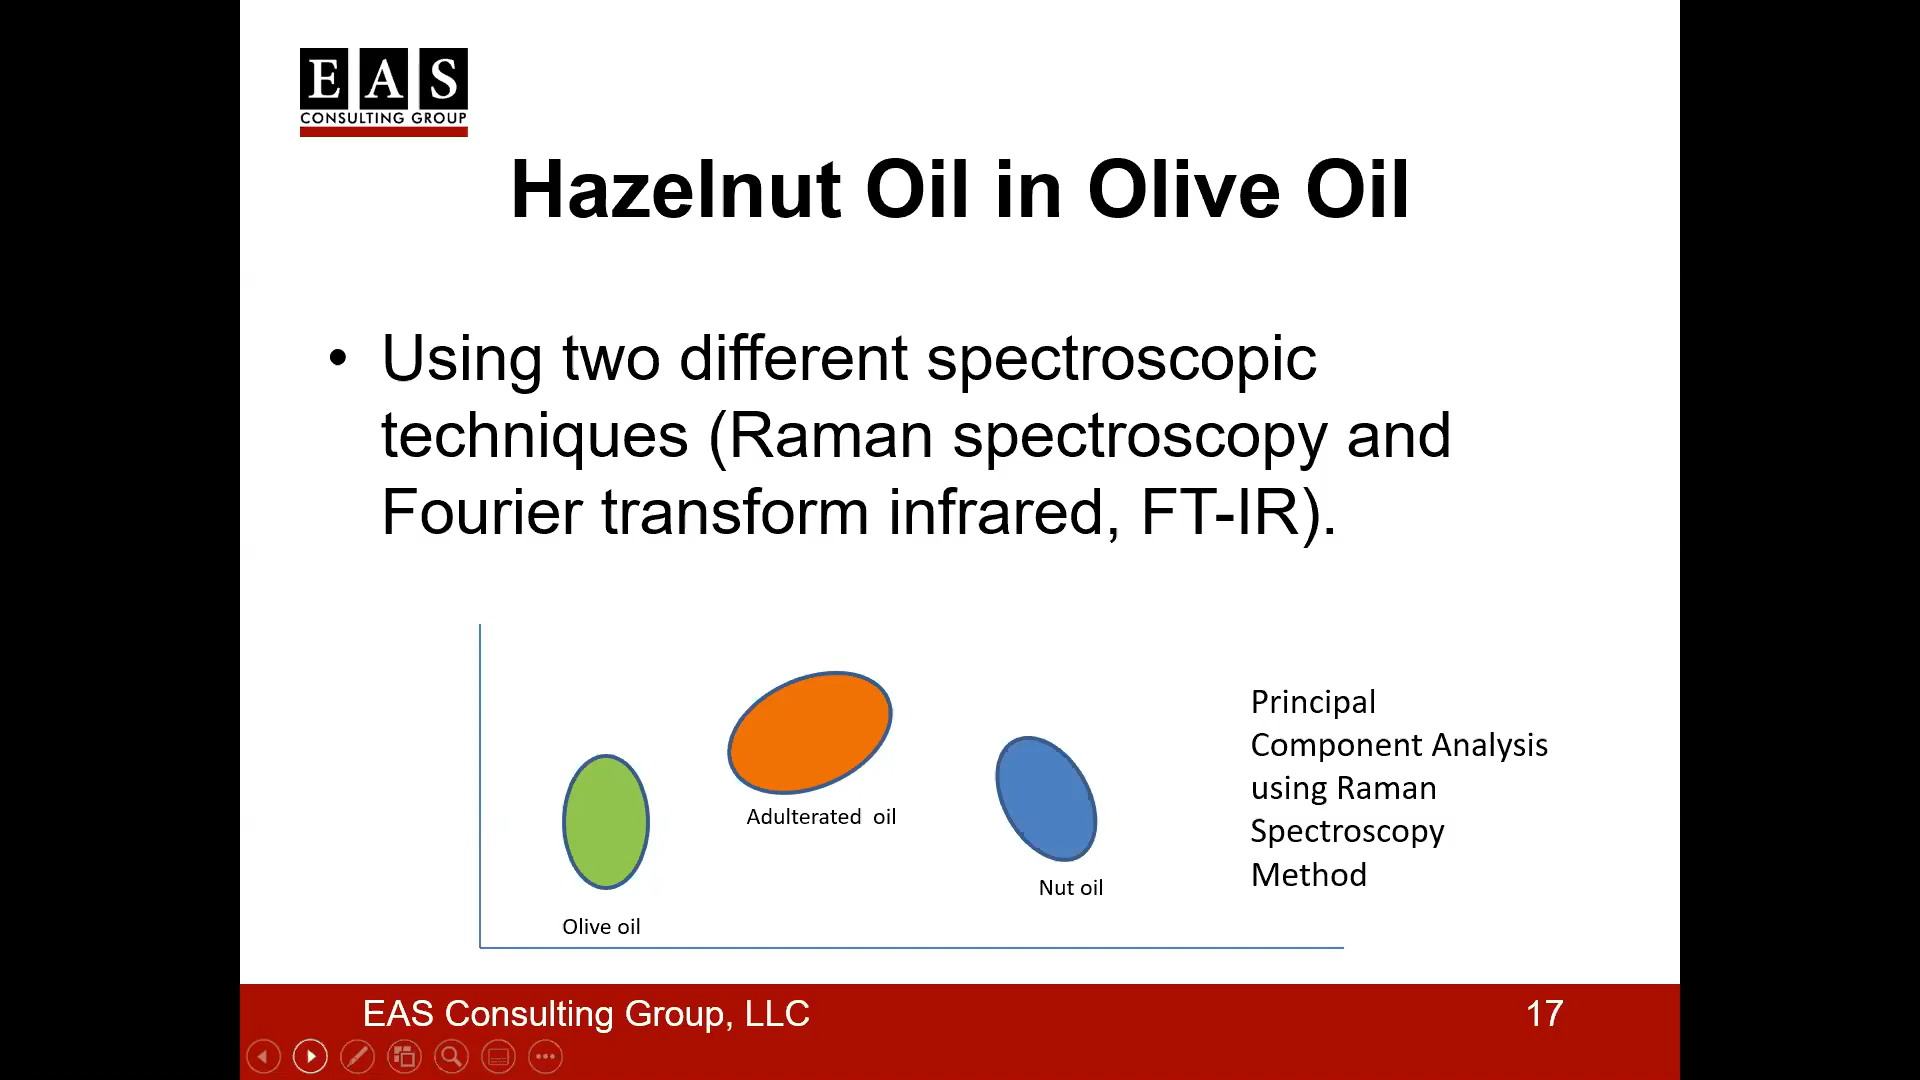 EAS
CONSULTING GROUP
Hazelnut Oil in Olive Oil
• Using two different spectroscopic
techniques (Raman spectroscopy and
Fourier transform infrared, FT-IR).
Adulterated oil
Nut oil
Olive oil
Principal
Component Analysis
using Raman
Spectroscopy
Method
EAS Consulting Group, LLC
17